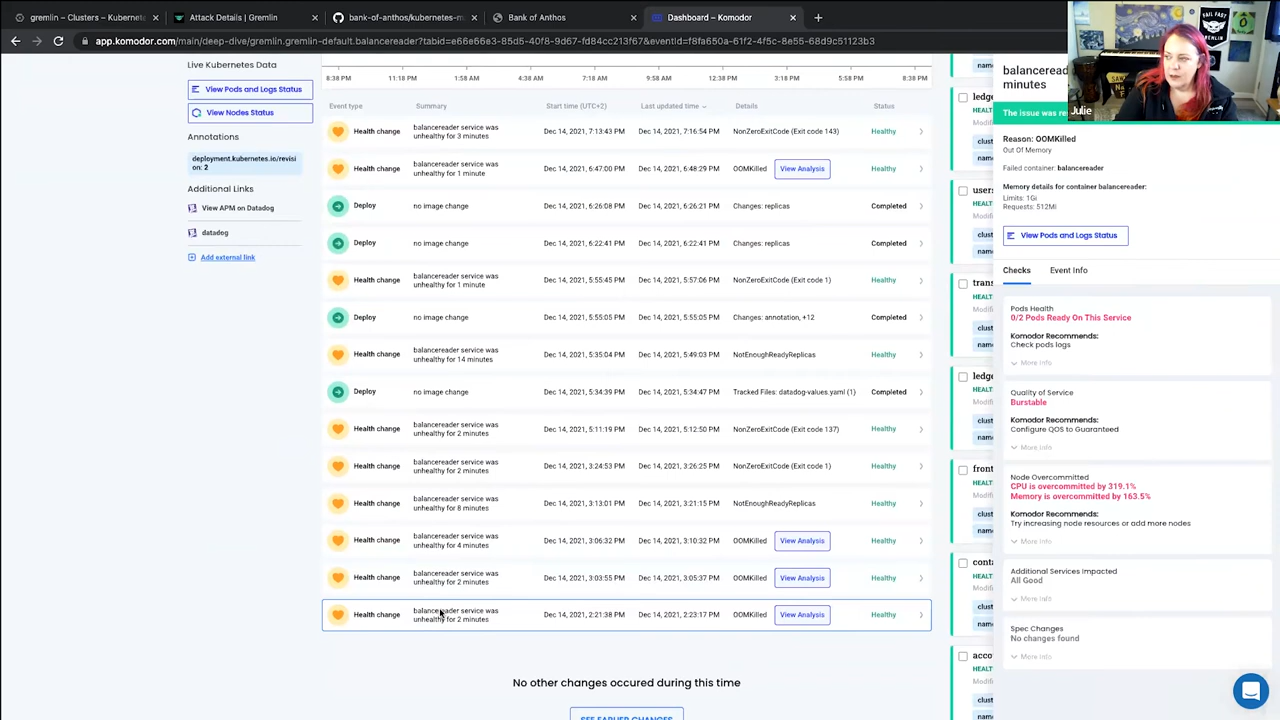 gremlin – Clusters – Kuberne
Attack Details | Gremlin
bank-of-anthos/kubernetes-m
Bank of Anthos
Dashboard – Komodor
Julie
Live Kubernetes Data
View Pods and Logs Status
View Nodes Status
Annotations
deployment.kubernetes.io/revisi
on: 2
Additional Links
View APM on Datadog
datadog
Add external link
8:38 PM 11:18 PM 1:58 AM 4:38 AM 7:18 AM 9:58 AM 12:38 PM 3:18 PM 5:58 PM 8:38 PM
Event type Summary Start time (UTC+2) Last updated time Details Status
Health change balancereader service was unhealthy for 3 minutes Dec 14, 2021, 7:13:43 PM Dec 14, 2021, 7:16:54 PM NonZeroExitCode (Exit code 143) Healthy
Health change balancereader service was unhealthy for 1 minute Dec 14, 2021, 6:47:00 PM Dec 14, 2021, 6:48:29 PM OOMKilled View Analysis Healthy
Deploy no image change Dec 14, 2021, 6:26:08 PM Dec 14, 2021, 6:26:21 PM Changes: replicas Completed
Deploy no image change Dec 14, 2021, 6:22:41 PM Dec 14, 2021, 6:22:41 PM Changes: replicas Completed
Health change balancereader service was unhealthy for 1 minute Dec 14, 2021, 5:55:45 PM Dec 14, 2021, 5:57:06 PM NonZeroExitCode (Exit code 1) Healthy
Deploy no image change Dec 14, 2021, 5:55:05 PM Dec 14, 2021, 5:55:05 PM Changes: annotation, +12 Completed
Health change balancereader service was unhealthy for 14 minutes Dec 14, 2021, 5:35:04 PM Dec 14, 2021, 5:49:03 PM NotEnoughReadyReplicas Healthy
Deploy no image change Dec 14, 2021, 5:34:39 PM Dec 14, 2021, 5:34:47 PM Tracked Files: datadog-values.yaml (1) Completed
Health change balancereader service was unhealthy for 2 minutes Dec 14, 2021, 5:11:19 PM Dec 14, 2021, 5:12:50 PM NonZeroExitCode (Exit code 137) Healthy
Health change balancereader service was unhealthy for 2 minutes Dec 14, 2021, 3:24:53 PM Dec 14, 2021, 3:26:25 PM NonZeroExitCode (Exit code 1) Healthy
Health change balancereader service was unhealthy for 8 minutes Dec 14, 2021, 3:13:01 PM Dec 14, 2021, 3:21:15 PM NotEnoughReadyReplicas Healthy
Health change balancereader service was unhealthy for 4 minutes Dec 14, 2021, 3:06:32 PM Dec 14, 2021, 3:10:32 PM OOMKilled View Analysis Healthy
Health change balancereader service was unhealthy for 2 minutes Dec 14, 2021, 3:03:55 PM Dec 14, 2021, 3:05:37 PM OOMKilled View Analysis Healthy
Health change balancereader service was unhealthy for 2 minutes Dec 14, 2021, 2:21:38 PM Dec 14, 2021, 2:23:17 PM OOMKilled View Analysis Healthy
No other changes occured during this time
SEE EARLIER CHANGES
minutes
The issue was re
Reason: OOMKilled
Out Of Memory
Failed container: balancereader
Memory details for container balancereader:
Limits: 1Gi
Requests: 512Mi
View Pods and Logs Status
Checks Event Info
Pods Health
0/2 Pods Ready On This Service
Komodor Recommends:
Check pods logs
More Info
Quality of Service
Burstable
Komodor Recommends:
Configure QOS to Guaranteed
More Info
Node Overcommitted
CPU is overcommitted by 319.1%
Memory is overcommitted by 163.5%
Komodor Recommends:
Try increasing node resources or add more nodes
More Info
Additional Services Impacted
All Good
More Info
Spec Changes
No changes found
More Info